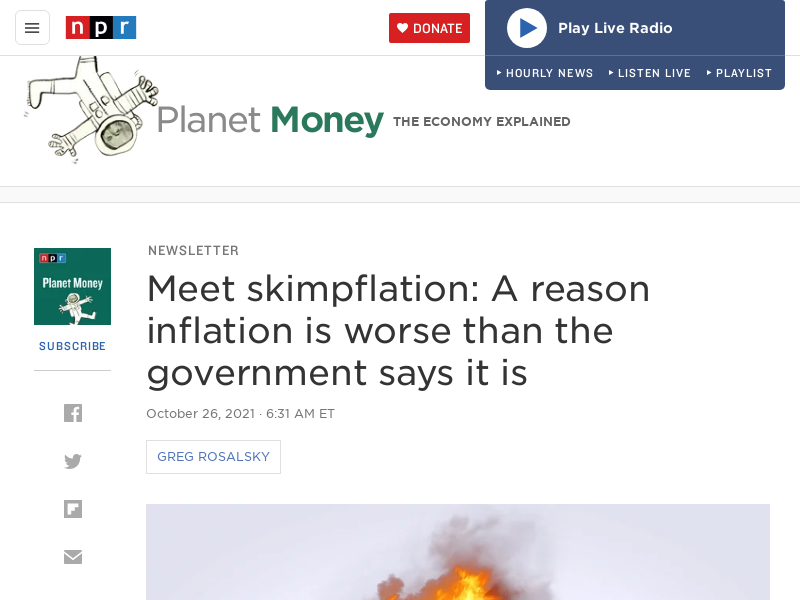 npr
DONATE
Play Live Radio
HOURLY NEWS
LISTEN LIVE
PLAYLIST
Planet Money
THE ECONOMY EXPLAINED
npr
Planet Money
SUBSCRIBE
NEWSLETTER
Meet skimpflation: A reason
inflation is worse than the
government says it is
October 26, 2021 · 6:31 AM ET
GREG ROSALSKY